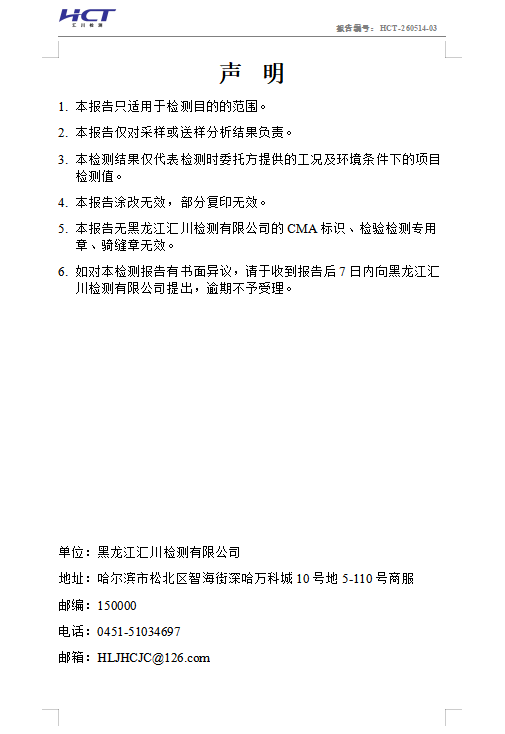 HCT
汇川检测
报告编号：HCT-260514-03
声 明
1. 本报告只适用于检测目的的范围。
2. 本报告仅对采样或送样分析结果负责。
3. 本检测结果仅代表检测时委托方提供的工况及环境条件下的项目
检测值。
4. 本报告涂改无效，部分复印无效。
5. 本报告无黑龙江汇川检测有限公司的 CMA 标识、检验检测专用
章、骑缝章无效。
6. 如对本检测报告有书面异议，请于收到报告后 7 日内向黑龙江汇
川检测有限公司提出，逾期不予受理。
单位：黑龙江汇川检测有限公司
地址：哈尔滨市松北区智海街深哈万科城 10 号地 5-110 号商服
邮编：150000
电话：0451-51034697
邮箱：HLJHCJC@126.com